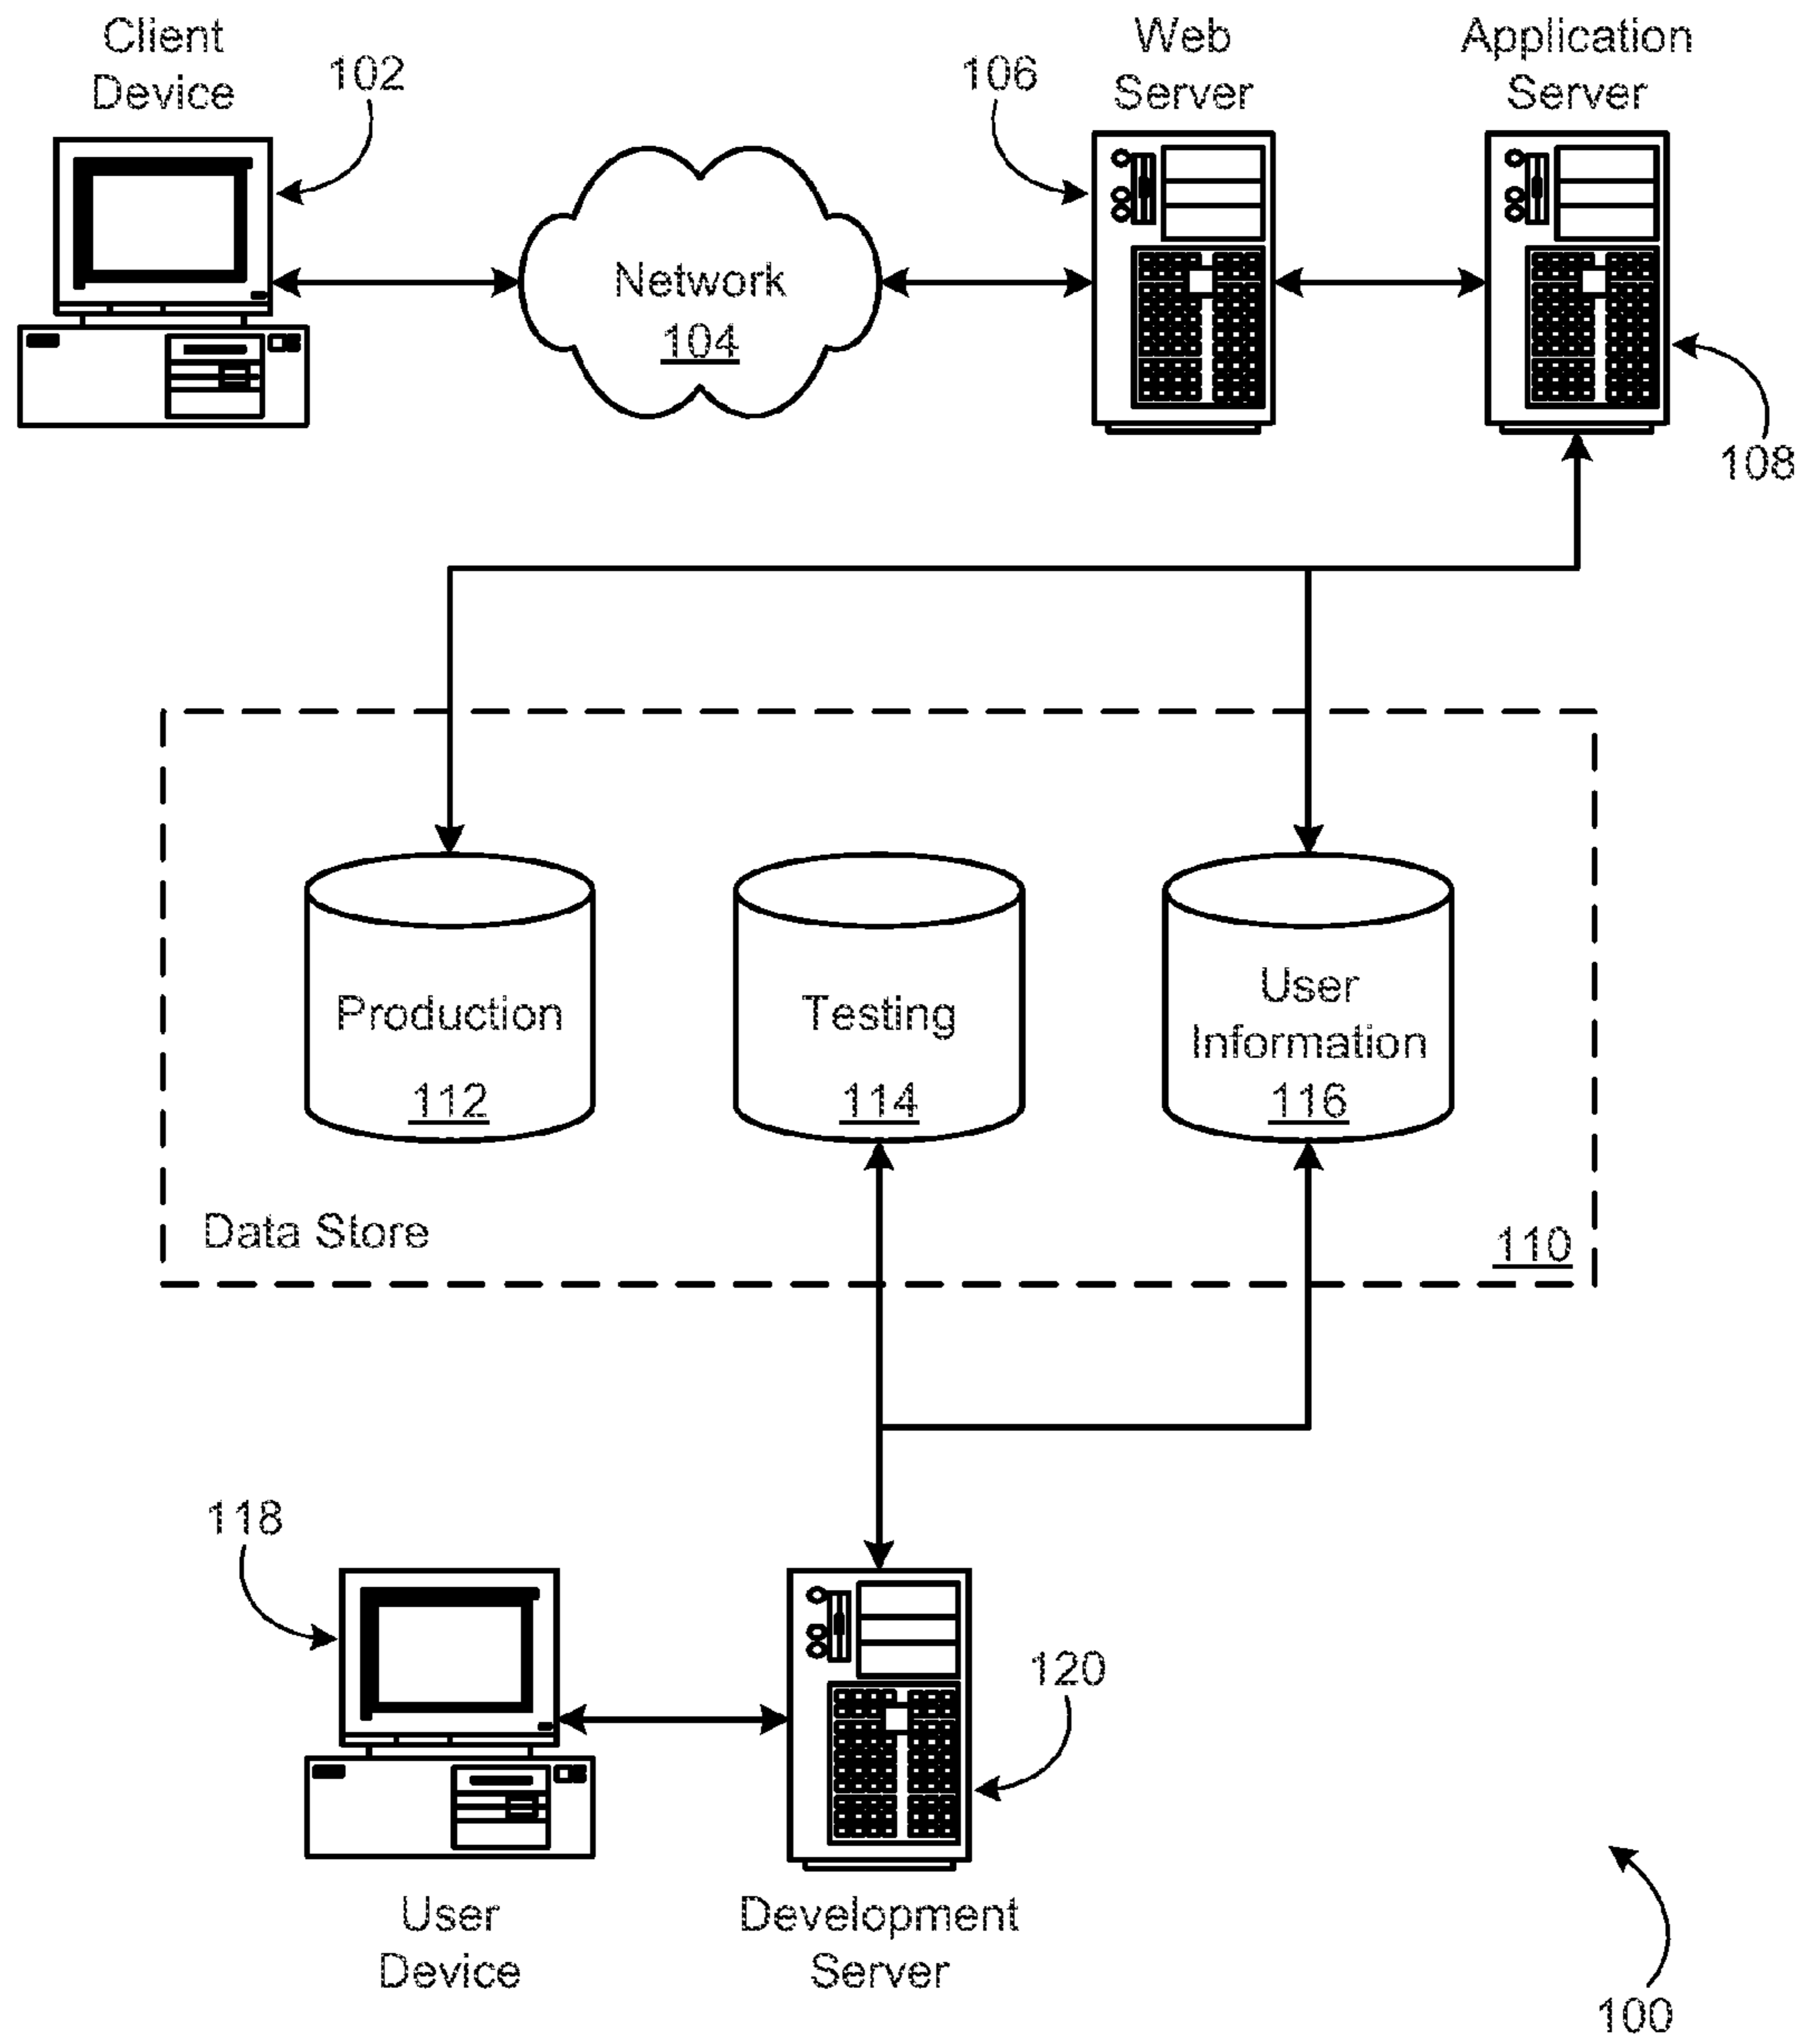 Client
Device
102
106
Web
Server
Application
Server
Network
104
108
Production
112
Testing
114
User
Information
116
Data Store
110
118
120
User
Device
Development
Server
100